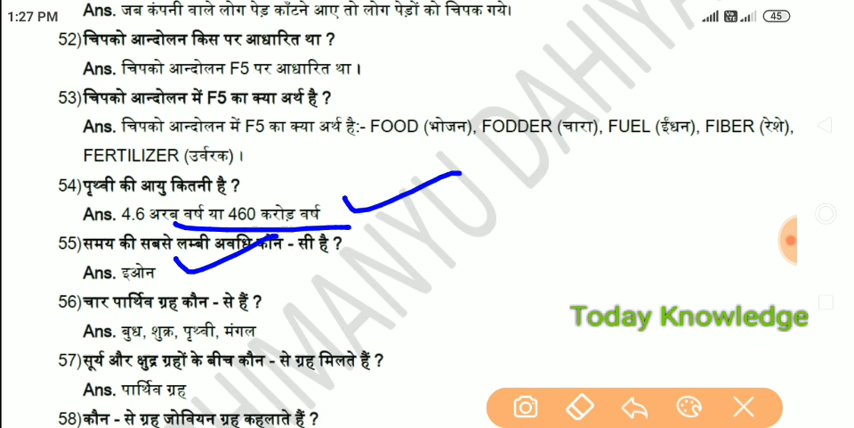 Ans. जब कंपनी वाले लोग पेड़ काँटने आए तो लोग पेड़ों को चिपक गये।
1:27 PM
45
52)चिपको आन्दोलन किस पर आधारित था ?
Ans. चिपको आन्दोलन F5 पर आधारित था ।
53)चिपको आन्दोलन में F5 का क्या अर्थ है ?
Ans. चिपको आन्दोलन में F5 का क्या अर्थ है:- FOOD (भोजन), FODDER (चारा), FUEL (ईंधन), FIBER (रेशे),
FERTILIZER (उर्वरक) ।
54)पृथ्वी की आयु कितनी है ?
Ans. 4.6 अरब वर्ष या 460 करोड़ वर्ष
55)समय की सबसे लम्बी अवधि कौन - सी है ?
Ans. इओन
56)चार पार्थिव ग्रह कौन - से हैं ?
Ans. बुध, शुक्र, पृथ्वी, मंगल
Today Knowledge
57)सूर्य और क्षुद्र ग्रहों के बीच कौन - से ग्रह मिलते हैं ?
Ans. पार्थिव ग्रह
58)कौन - से ग्रह जोवियन ग्रह कहलाते हैं ?
HIMANYU DAHIYA